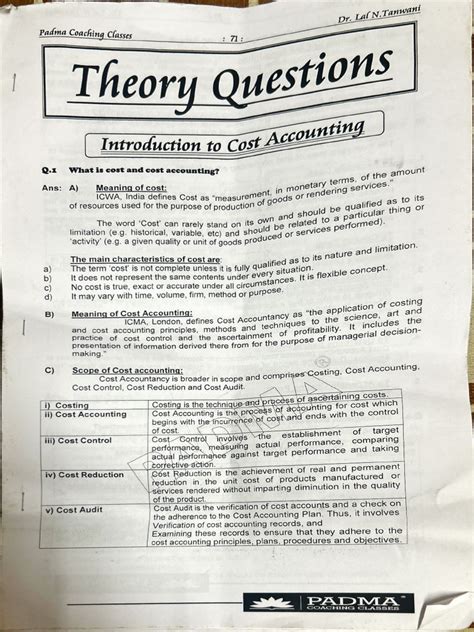 Padma Coaching Classes
: 71 :
Dr. Lal N.Tanwani
Theory Questions
Introduction to Cost Accounting
Q.1 What is cost and cost accounting?
Ans: A) Meaning of cost:
ICWA, India defines Cost as “measurement, in monetary terms, of the amount
of resources used for the purpose of production of goods or rendering services.”
The word ‘Cost’ can rarely stand on its own and should be qualified as to its
limitation (e.g. historical, variable, etc) and should be related to a particular thing or
‘activity’ (e.g. a given quality or unit of goods produced or services performed).
The main characteristics of cost are:
a) The term ‘cost’ is not complete unless it is fully qualified as to its nature and limitation.
b) It does not represent the same contents under every situation.
c) No cost is true, exact or accurate under all circumstances. It is flexible concept.
d) It may vary with time, volume, firm, method or purpose.
B) Meaning of Cost Accounting:
ICMA, London, defines Cost Accountancy as “the application of costing
and cost accounting principles, methods and techniques to the science, art and
practice of cost control and the ascertainment of profitability. It includes the
presentation of information derived there from for the purpose of managerial decision-
making.”
C) Scope of Cost accounting:
Cost Accountancy is broader in scope and comprises Costing, Cost Accounting,
Cost Control, Cost Reduction and Cost Audit.
i) Costing Costing is the technique and process of ascertaining costs.
ii) Cost Accounting Cost Accounting is the process of accounting for cost which
begins with the incurrence of cost and ends with the control
of cost.
iii) Cost Control Cost Control involves the establishment of target
performance, measuring actual performance, comparing
actual performance against target performance and taking
corrective action.
iv) Cost Reduction Cost Reduction is the achievement of real and permanent
reduction in the unit cost of products manufactured or
services rendered without imparting diminution in the quality
of the product.
v) Cost Audit Cost Audit is the verification of cost accounts and a check on
the adherence to the Cost Accounting Plan. Thus, it involves
Verification of cost accounting records, and
Examining these records to ensure that they adhere to the
cost accounting principles, plans, procedures and objectives.
PADMA
COACHING CLASSES